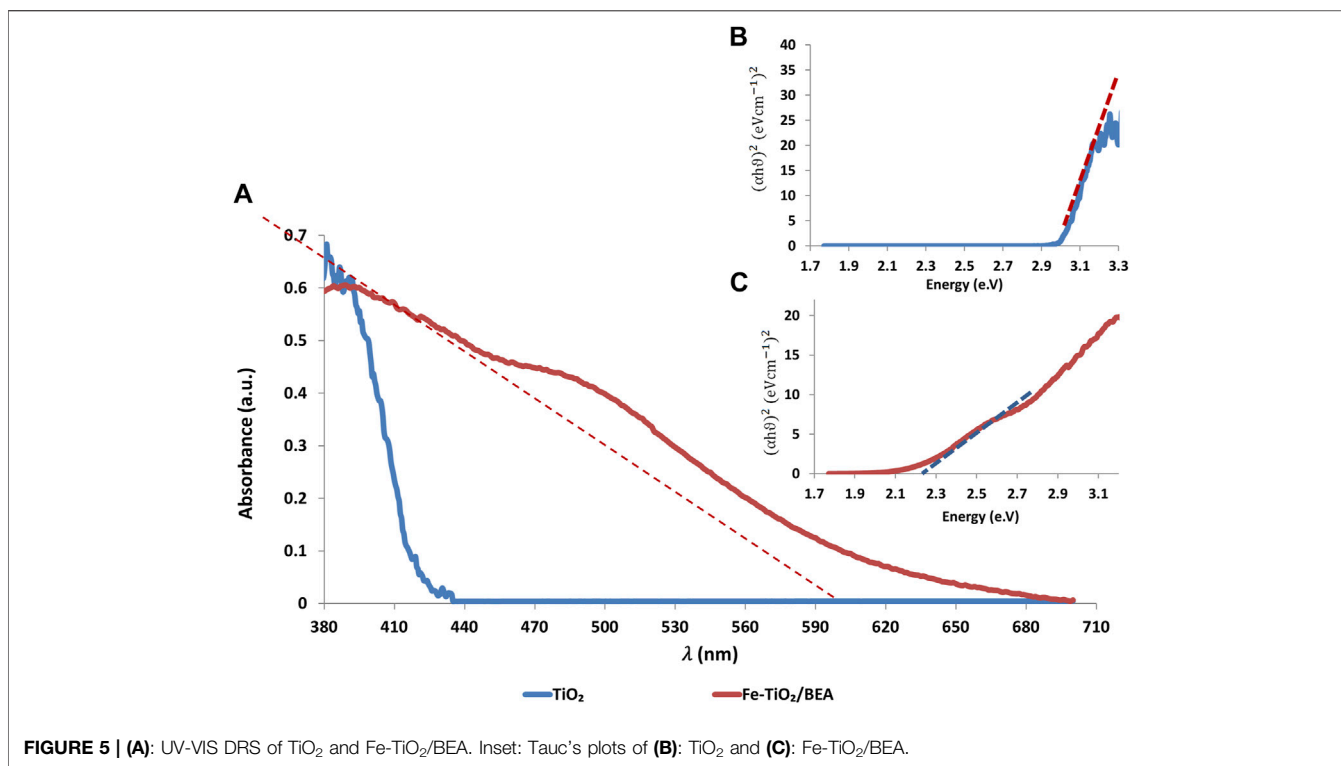 B
(αhϑ)² (eVcm⁻¹)²
40
35
30
25
20
15
10
5
0
1.7 1.9 2.1 2.3 2.5 2.7 2.9 3.1 3.3
Energy (e.V)
A
Absorbance (a.u.)
0.7
0.6
0.5
0.4
0.3
0.2
0.1
0
380 410 440 470 500 530 560 590 620 650 680 710
λ (nm)
C
(αhϑ)² (eVcm⁻¹)²
20
15
10
5
0
1.7 1.9 2.1 2.3 2.5 2.7 2.9 3.1
Energy (e.V)
TiO₂ Fe-TiO₂/BEA
FIGURE 5 | (A): UV-VIS DRS of TiO₂ and Fe-TiO₂/BEA. Inset: Tauc's plots of (B): TiO₂ and (C): Fe-TiO₂/BEA.